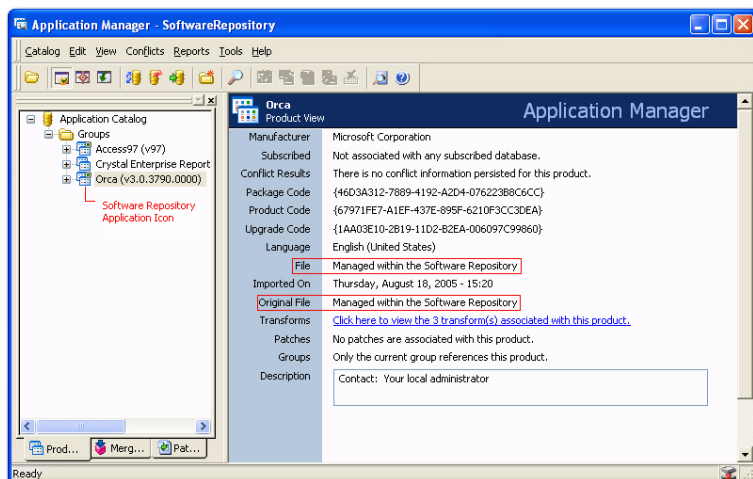 Application Manager - SoftwareRepository
Catalog Edit View Conflicts Reports Tools Help
Application Catalog
Groups
Access97 (v97)
Crystal Enterprise Report
Orca (v3.0.3790.0000)
Software Repository
Application Icon
Prod... Merg... Pat...
Orca
Product View
Application Manager
Manufacturer Microsoft Corporation
Subscribed Not associated with any subscribed database.
Conflict Results There is no conflict information persisted for this product.
Package Code {46D3A312-7889-4192-A2D4-076223B8C6CC}
Product Code {67971FE7-A1EF-437E-895F-6210F3CC3DEA}
Upgrade Code {1AA03E10-2B19-11D2-B2EA-006097C99860}
Language English (United States)
File Managed within the Software Repository
Imported On Thursday, August 18, 2005 - 15:20
Original File Managed within the Software Repository
Transforms Click here to view the 3 transform(s) associated with this product.
Patches No patches are associated with this product.
Groups Only the current group references this product.
Description Contact: Your local administrator
Ready